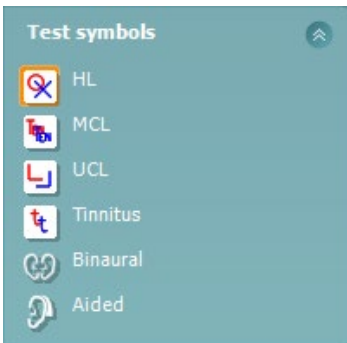 Test symbols
HL
MCL
UCL
Tinnitus
Binaural
Aided